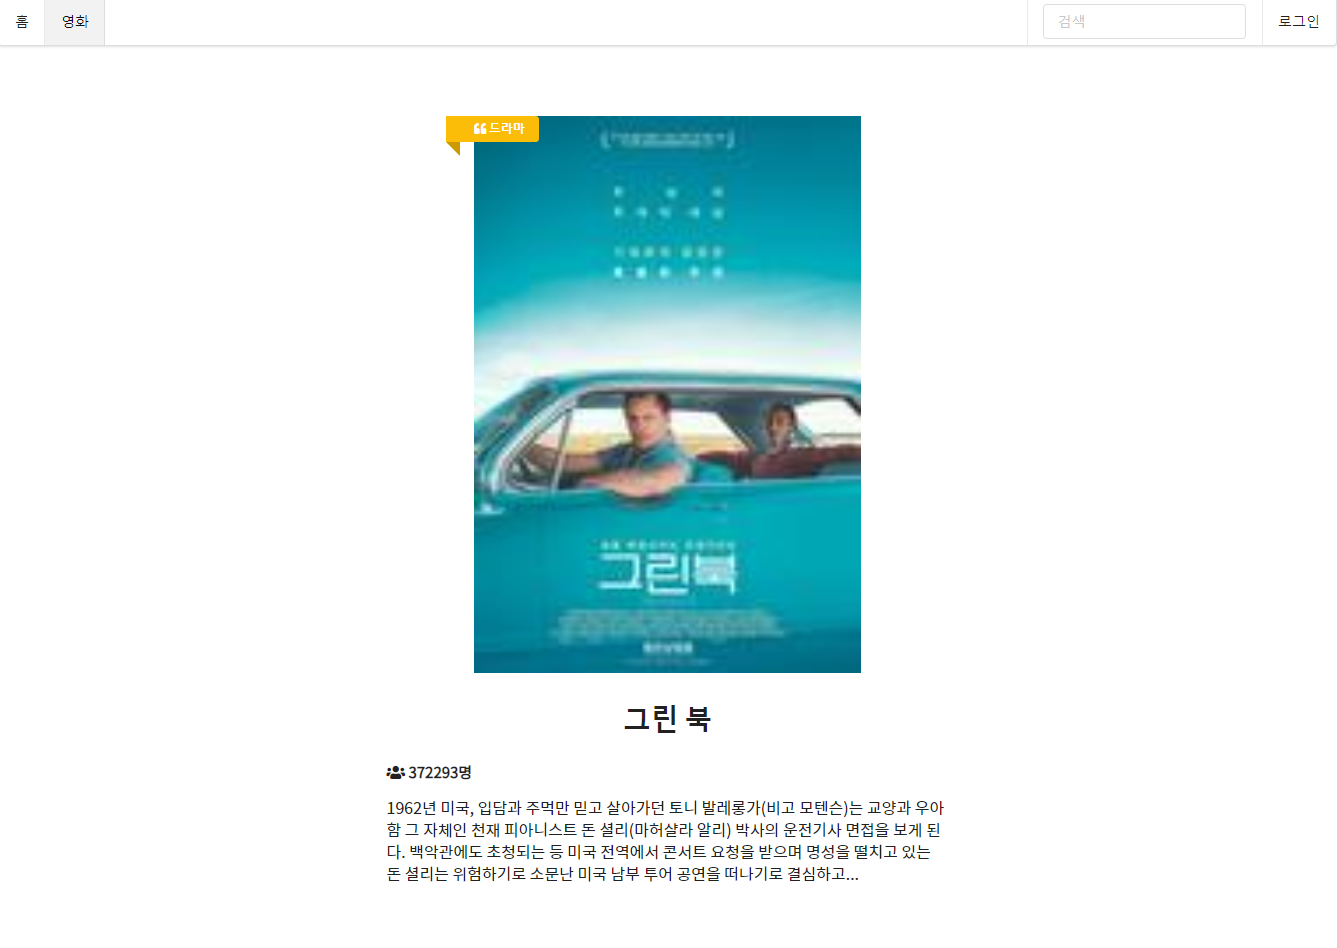 홈
영화
검색
로그인
드라마
그린북
그린 북
372293명
1962년 미국, 입담과 주먹만 믿고 살아가던 토니 발레롱가(비고 모텐슨)는 교양과 우아
함 그 자체인 천재 피아니스트 돈 셜리(마허샬라 알리) 박사의 운전기사 면접을 보게 된
다. 백악관에도 초청되는 등 미국 전역에서 콘서트 요청을 받으며 명성을 떨치고 있는
돈 셜리는 위험하기로 소문난 미국 남부 투어 공연을 떠나기로 결심하고...